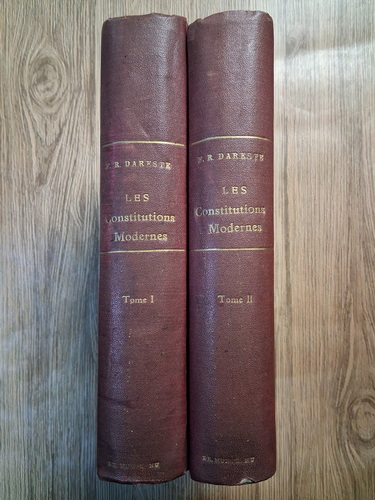 F. R. DARESTE
LES
Constitutions
Modernes
Tome I
F. R. DARESTE
LES
Constitutions
Modernes
Tome II